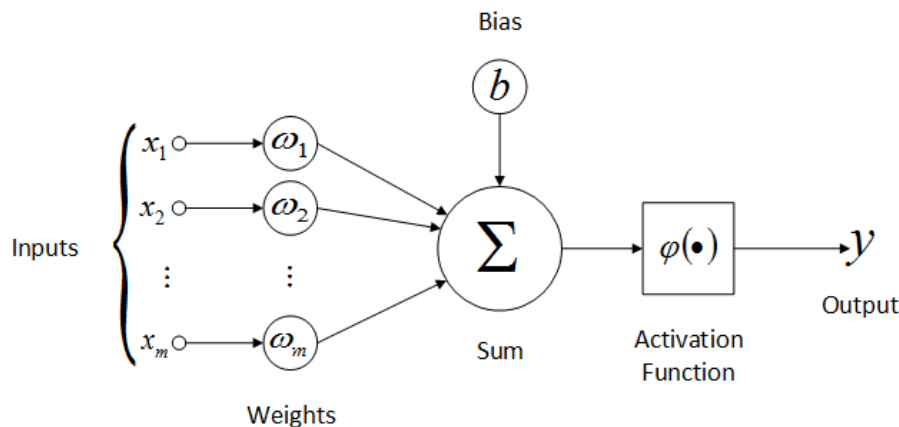 Bias
b
x₁
ω₁
x₂
ω₂
Inputs
⋮
⋮
Σ
φ(•)
y
Output
xₘ
ωₘ
Sum
Activation
Function
Weights